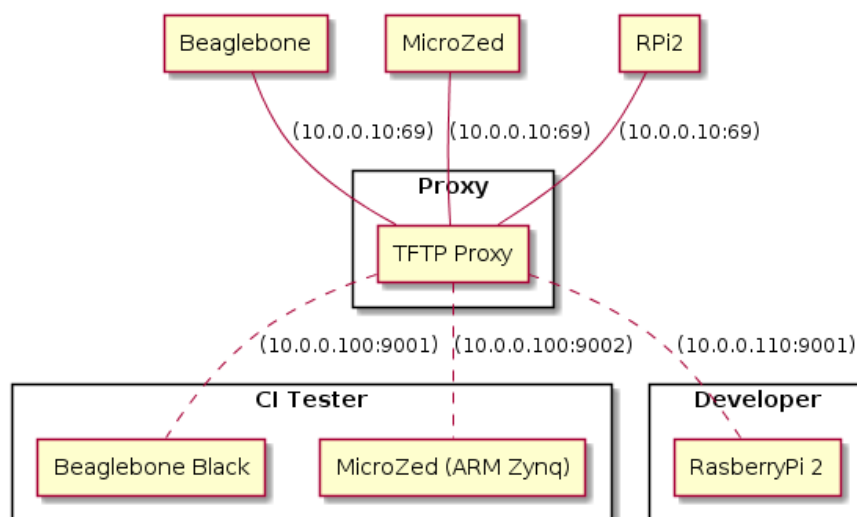 Beaglebone
MicroZed
RPi2
(10.0.0.10:69)
(10.0.0.10:69)
(10.0.0.10:69)
Proxy
TFTP Proxy
(10.0.0.100:9001)
(10.0.0.100:9002)
(10.0.0.110:9001)
CI Tester
Developer
Beaglebone Black
MicroZed (ARM Zynq)
RasberryPi 2